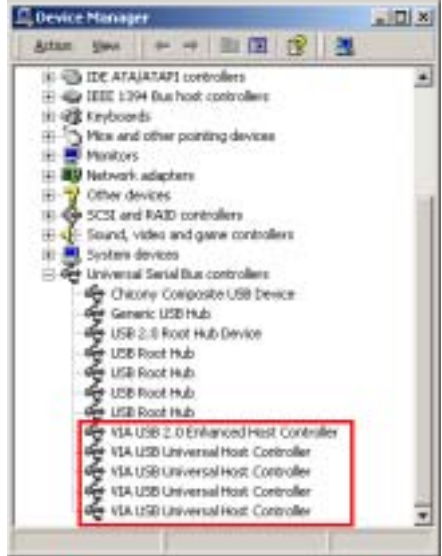 Device Manager
Action View
IDE ATA/ATAPI controllers
IEEE 1394 Bus host controllers
Keyboards
Mice and other pointing devices
Monitors
Network adapters
Other devices
SCSI and RAID controllers
Sound, video and game controllers
System devices
Universal Serial Bus controllers
Chicony Composite USB Device
Generic USB Hub
USB 2.0 Root Hub Device
USB Root Hub
USB Root Hub
USB Root Hub
USB Root Hub
VIA USB 2.0 Enhanced Host Controller
VIA USB Universal Host Controller
VIA USB Universal Host Controller
VIA USB Universal Host Controller
VIA USB Universal Host Controller